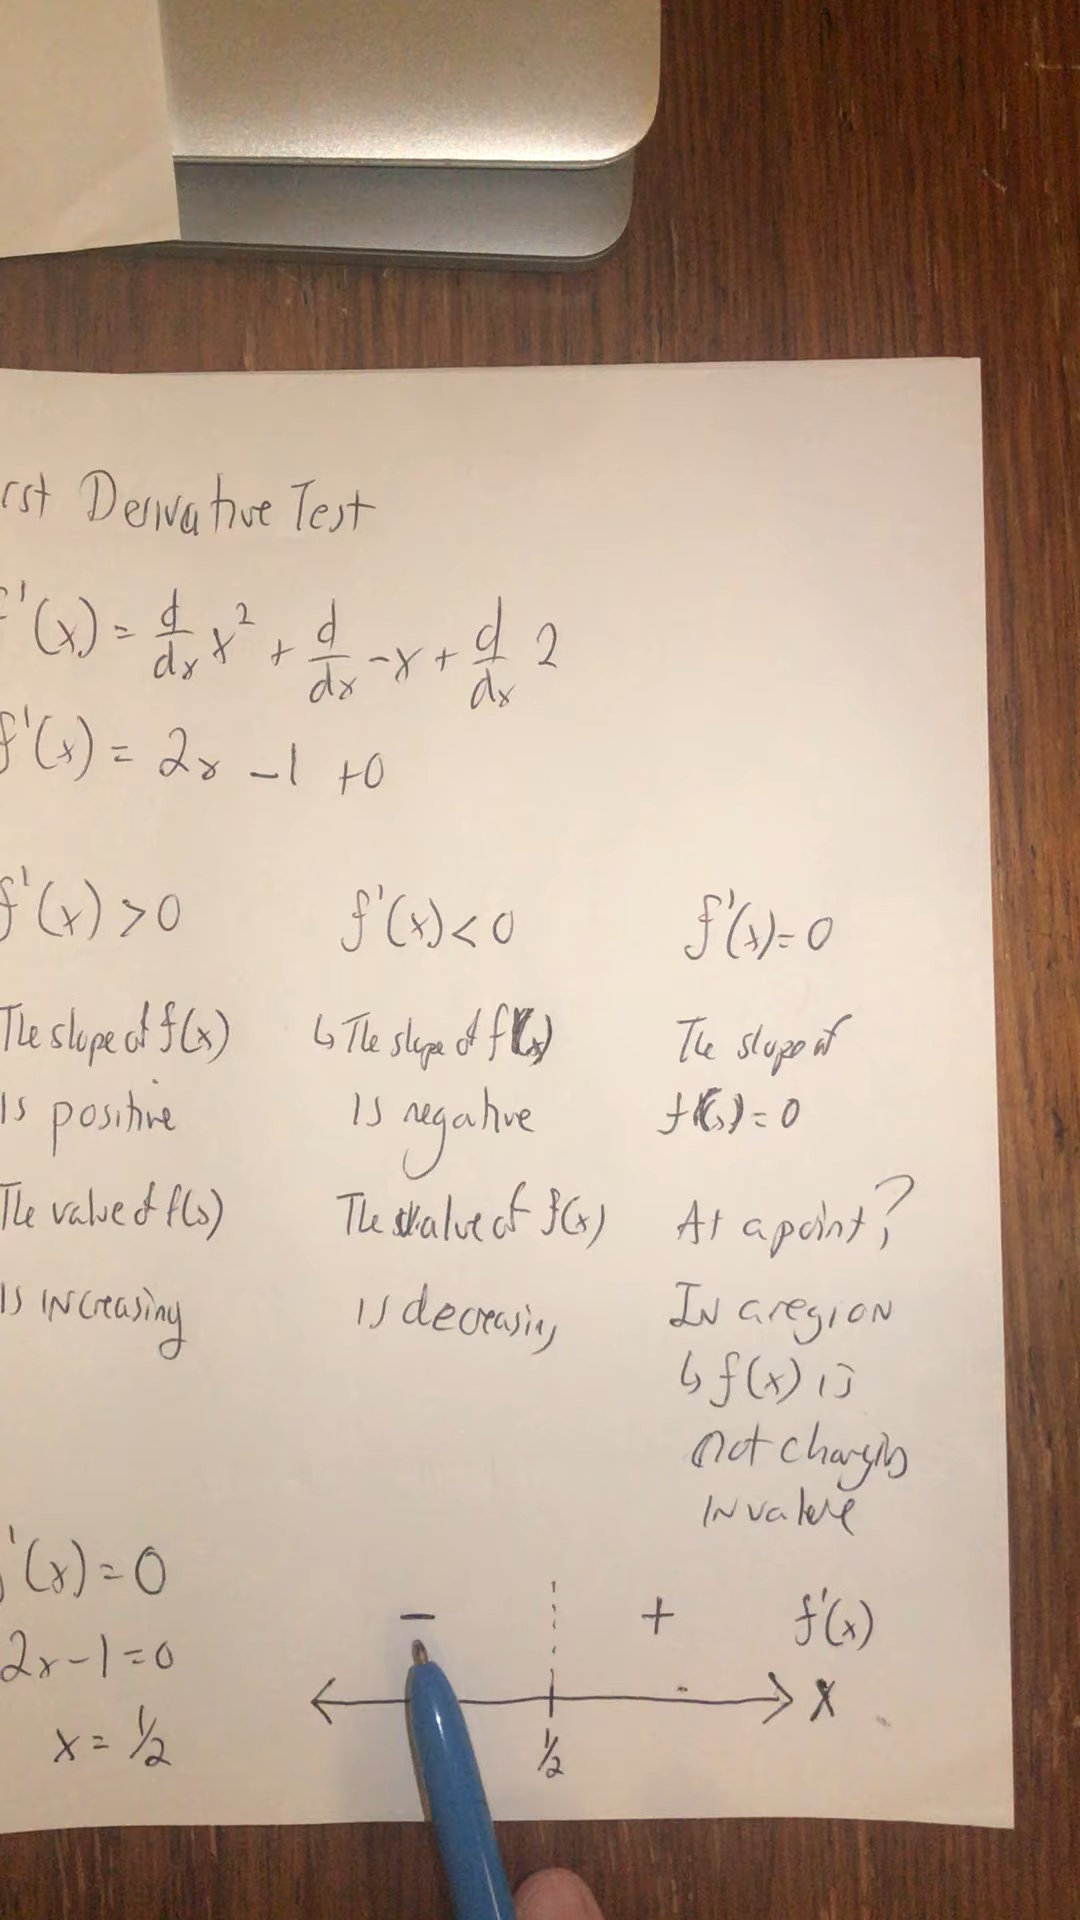 rst Derivative Test
f'(x) = d/dx x² + d/dx -x + d/dx 2
f'(x) = 2x -1 +0
f'(x) > 0
The slope of f(x)
is positive
The value of f(x)
is increasing
f'(x) < 0
↳ The slope of f(x)
is negative
The value of f(x)
is decreasing
f'(x) = 0
The slope of
f(x) = 0
At a point?
In a region
↳ f(x) is
not changing
in value
'(x) = 0
2x-1=0
x = 1/2
− + f'(x)
x
1/2